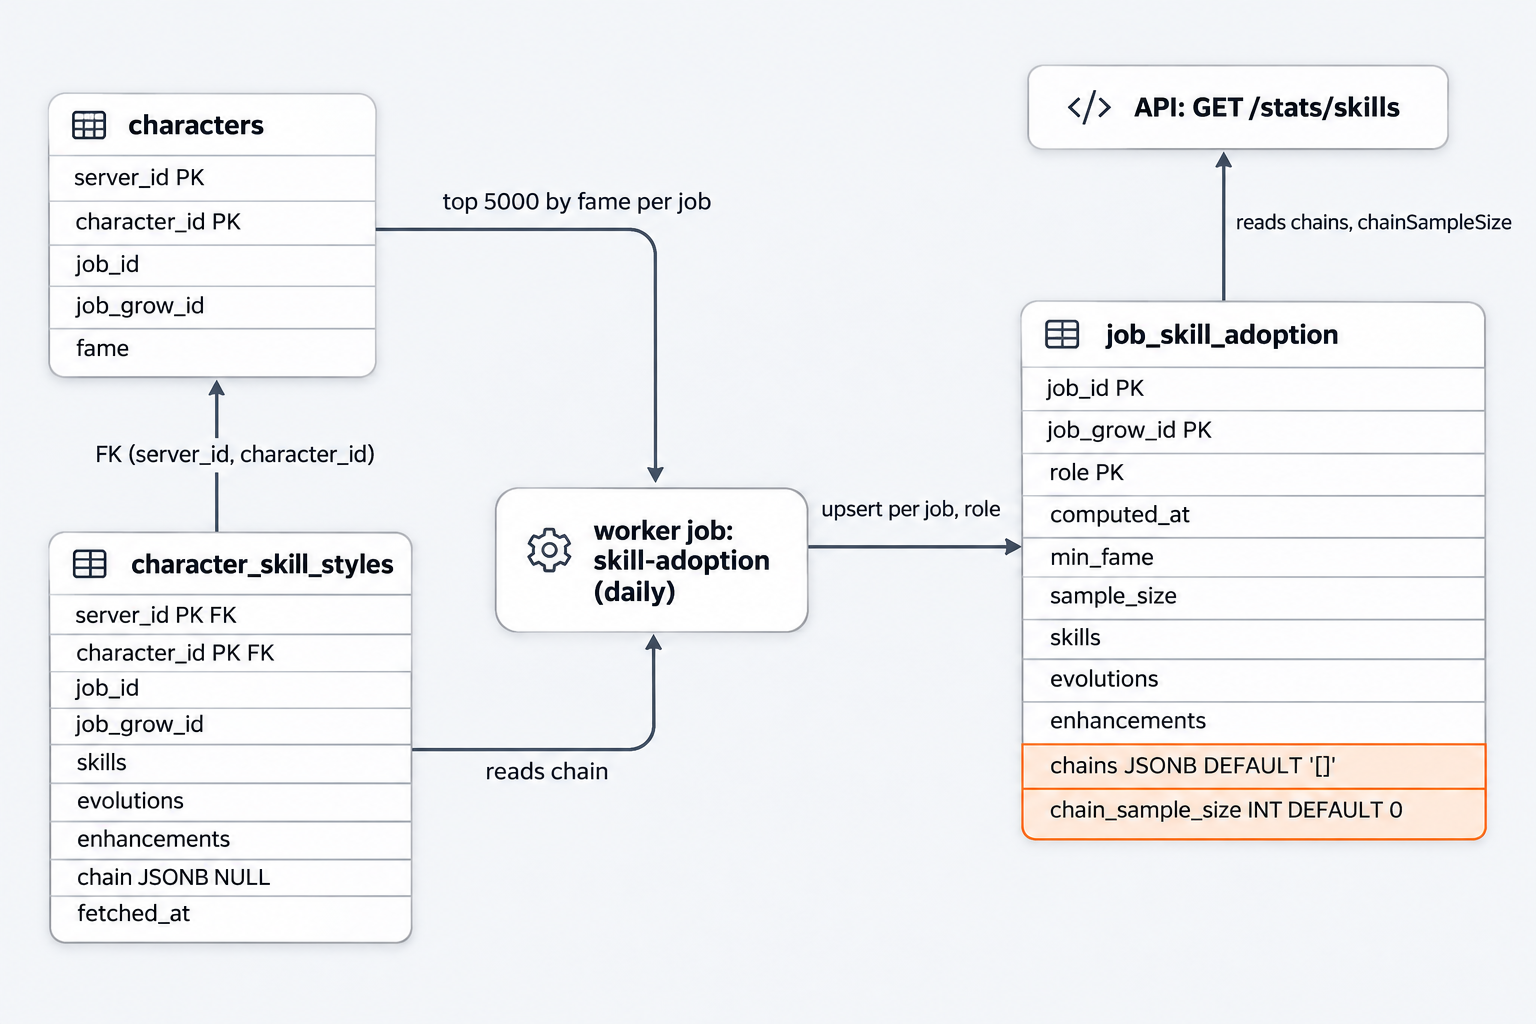 characters
server_id PK
character_id PK
job_id
job_grow_id
fame
top 5000 by fame per job
FK (server_id, character_id)
character_skill_styles
server_id PK FK
character_id PK FK
job_id
job_grow_id
skills
evolutions
enhancements
chain JSONB NULL
fetched_at
reads chain
worker job:
skill-adoption
(daily)
upsert per job, role
</> API: GET /stats/skills
reads chains, chainSampleSize
job_skill_adoption
job_id PK
job_grow_id PK
role PK
computed_at
min_fame
sample_size
skills
evolutions
enhancements
chains JSONB DEFAULT '[]'
chain_sample_size INT DEFAULT 0